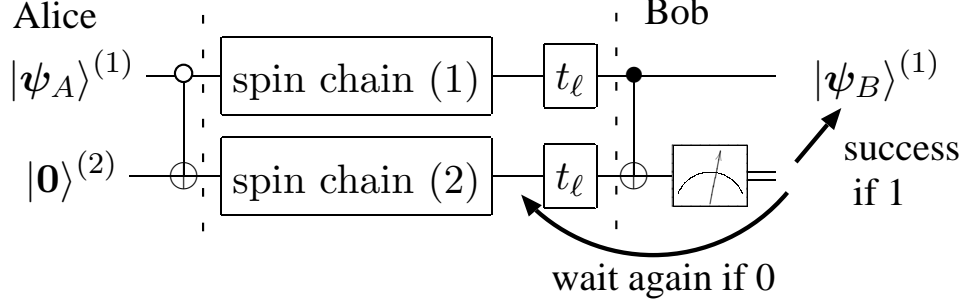 Alice
Bob
|ψ_A⟩^(1)
spin chain (1)
t_ℓ
|ψ_B⟩^(1)
|0⟩^(2)
spin chain (2)
t_ℓ
success
if 1
wait again if 0